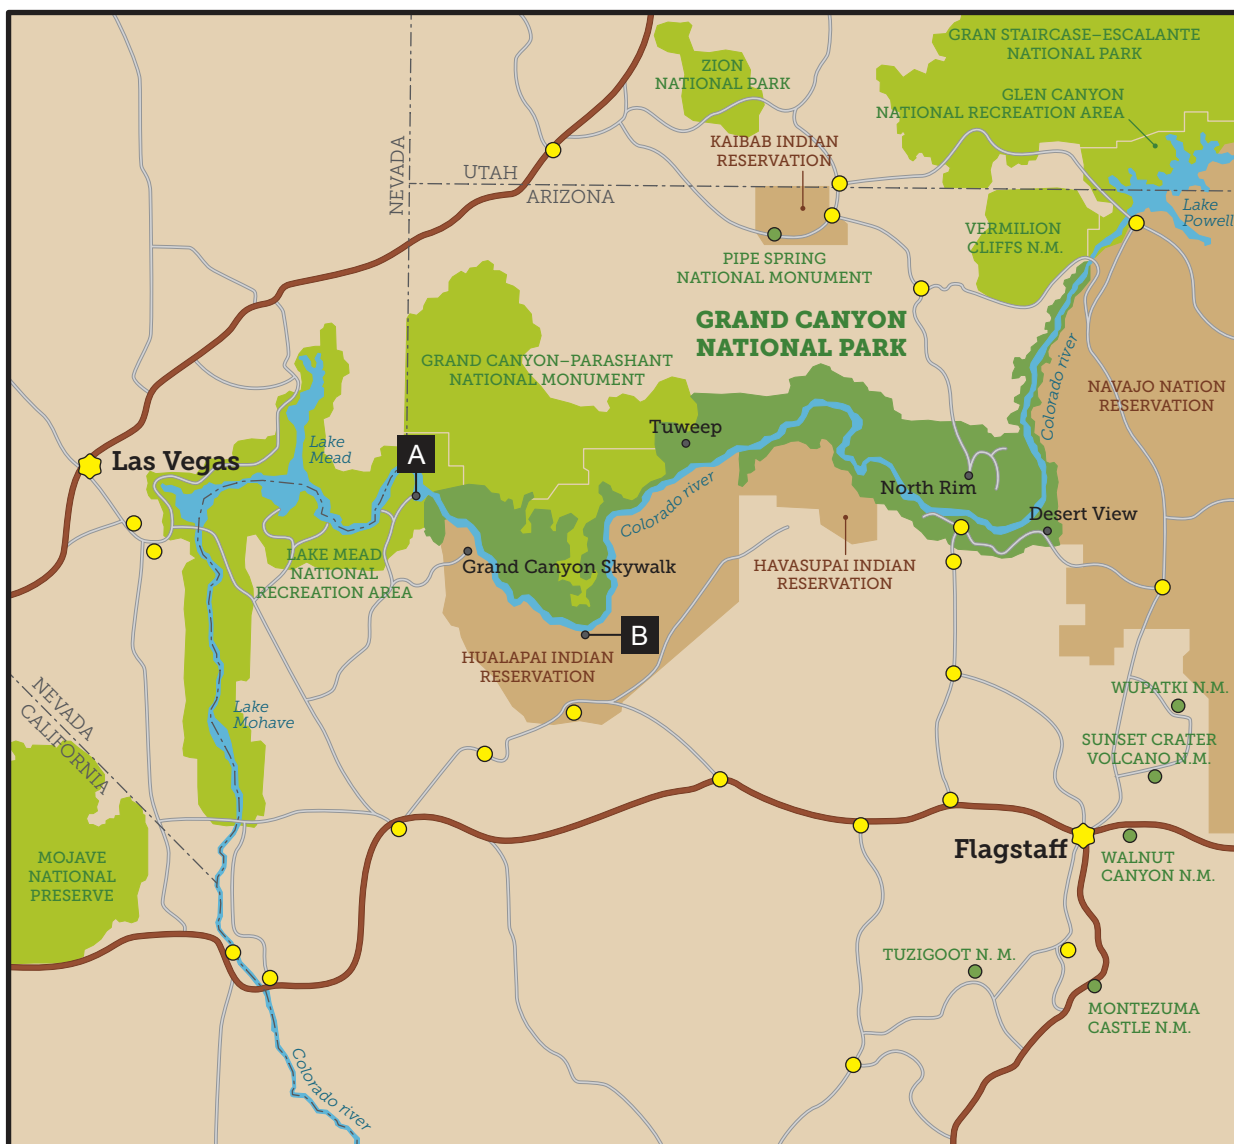 GRAN STAIRCASE–ESCALANTE
NATIONAL PARK
ZION
NATIONAL PARK
GLEN CANYON
NATIONAL RECREATION AREA
KAIBAB INDIAN
RESERVATION
NEVADA
UTAH
ARIZONA
Lake
Powell
VERMILION
CLIFFS N.M.
PIPE SPRING
NATIONAL MONUMENT
GRAND CANYON
NATIONAL PARK
GRAND CANYON–PARASHANT
NATIONAL MONUMENT
Colorado river
NAVAJO NATION
RESERVATION
Tuweep
Lake
Mead
A
Las Vegas
Colorado river
North Rim
Desert View
LAKE MEAD
NATIONAL
RECREATION AREA
Grand Canyon Skywalk
HAVASUPAI INDIAN
RESERVATION
B
HUALAPAI INDIAN
RESERVATION
NEVADA
CALIFORNIA
Lake
Mohave
WUPATKI N.M.
SUNSET CRATER
VOLCANO N.M.
MOJAVE
NATIONAL
PRESERVE
Flagstaff
WALNUT
CANYON N.M.
TUZIGOOT N. M.
MONTEZUMA
CASTLE N.M.
Colorado river